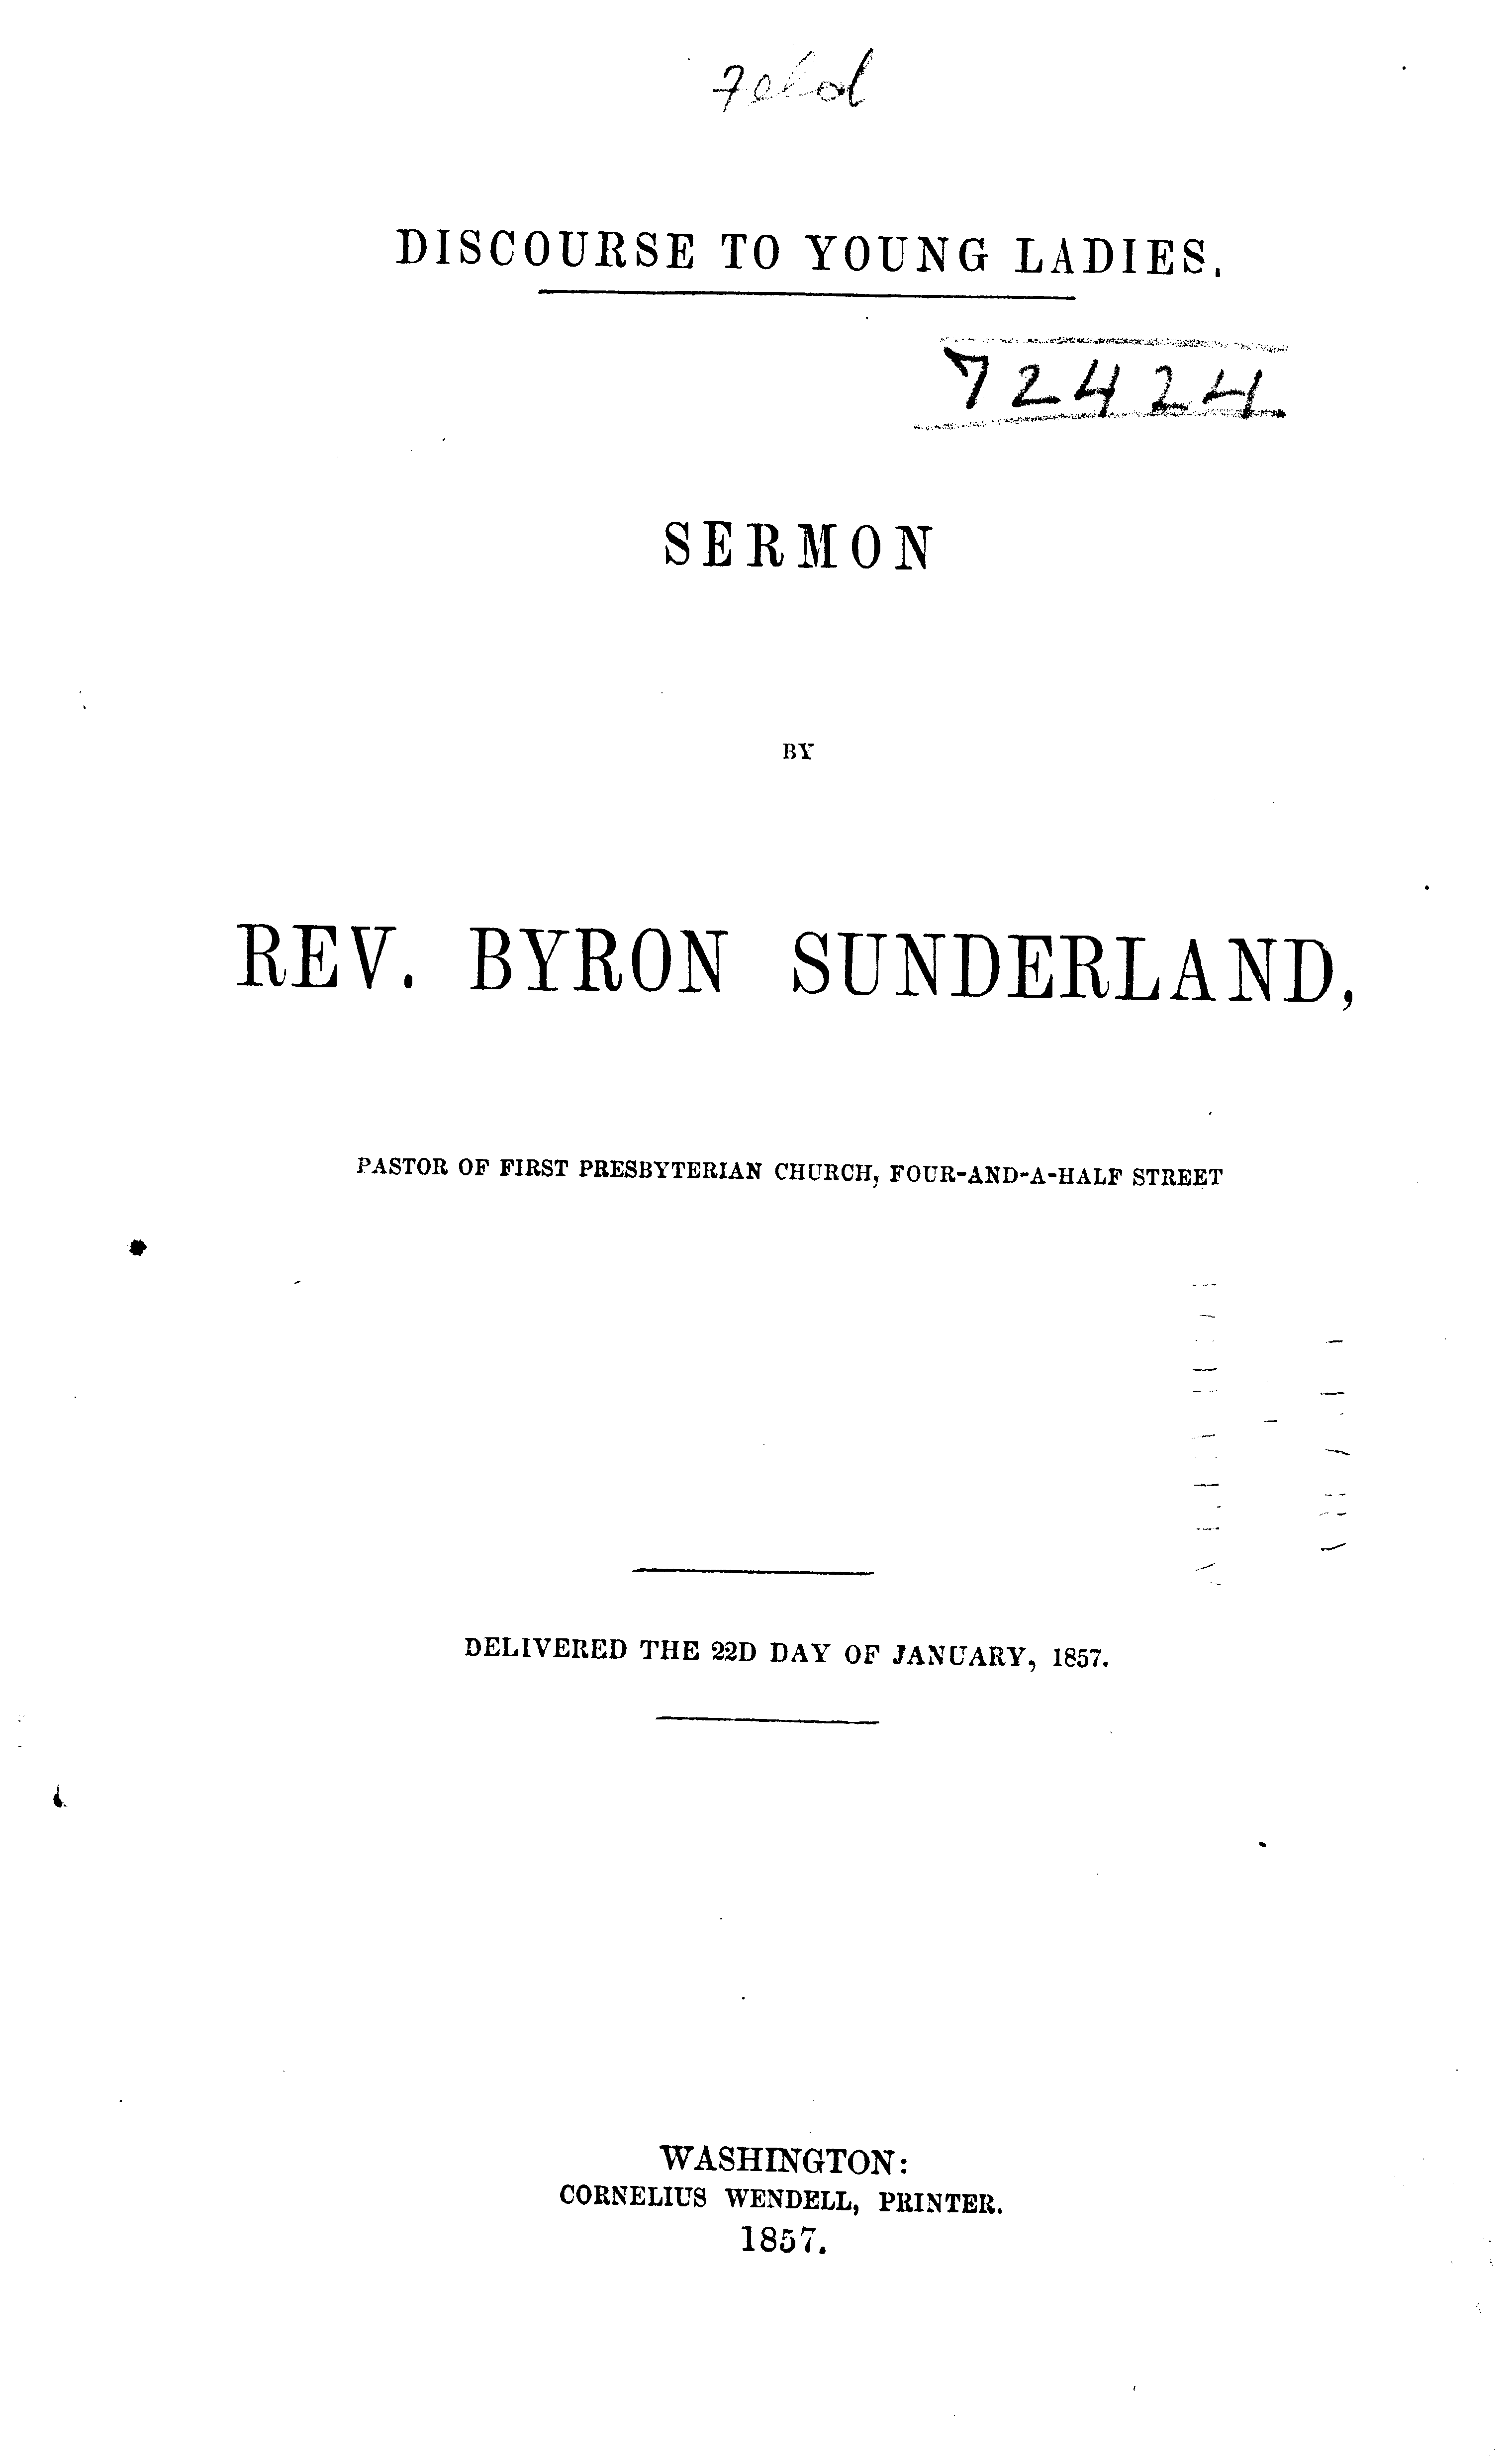 DISCOURSE TO YOUNG LADIES.
72424
SERMON
BY
REV. BYRON SUNDERLAND,
PASTOR OF FIRST PRESBYTERIAN CHURCH, FOUR-AND-A-HALF STREET
DELIVERED THE 22D DAY OF JANUARY, 1857.
WASHINGTON:
CORNELIUS WENDELL, PRINTER.
1857.